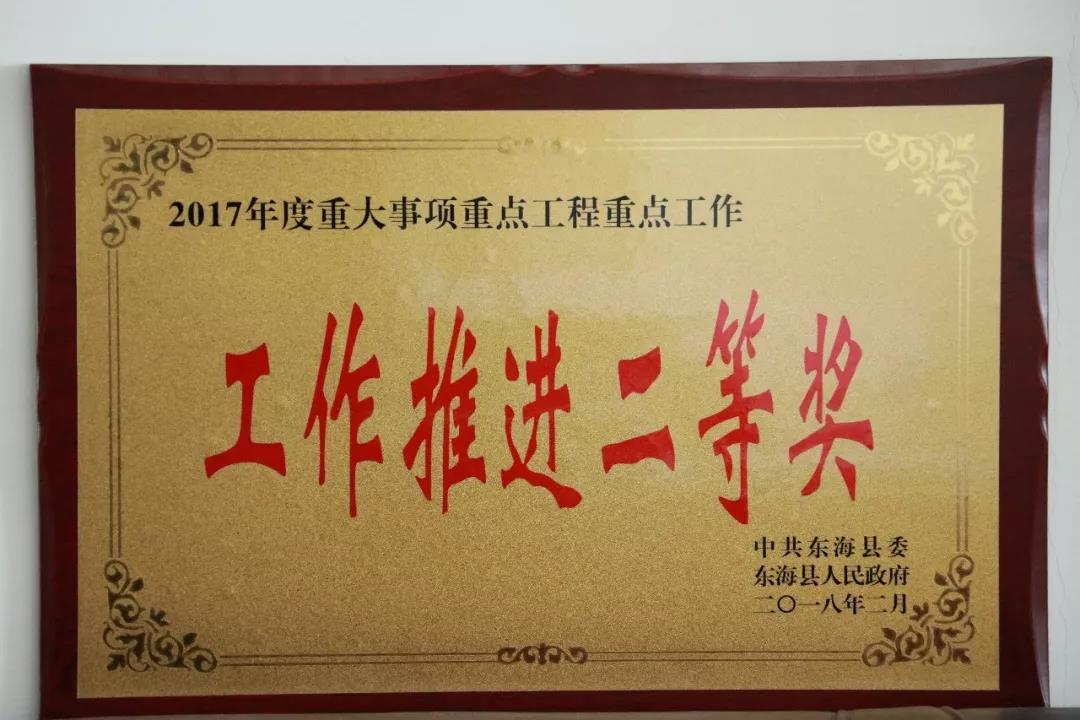 2017年度重大事项重点工程重点工作
工作推进二等奖
中共东海县委
东海县人民政府
二〇一八年二月